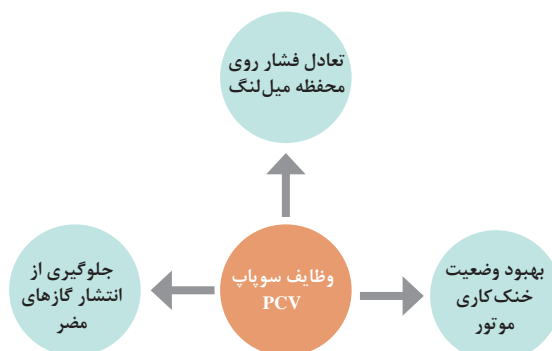 تعادل فشار روی
محفظه میل‌لنگ
وظایف سوپاپ
PCV
بهبود وضعیت
خنک‌کاری
موتور
جلوگیری از
انتشار گازهای
مضر